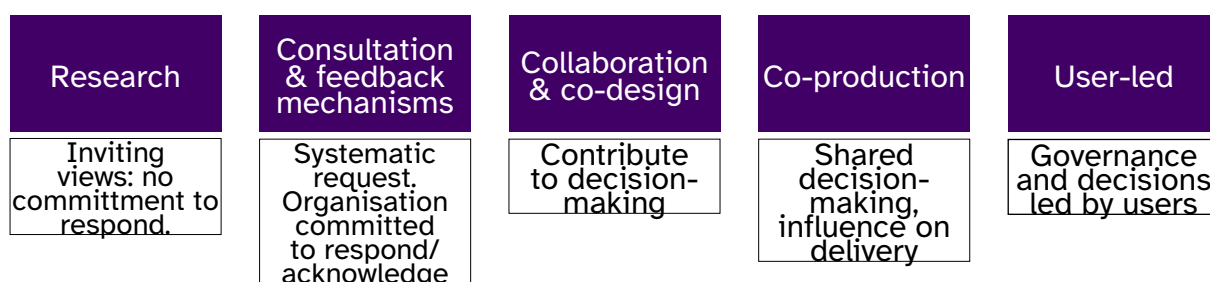 Research
Inviting
views: no
committment to
respond.
Consultation
& feedback
mechanisms
Systematic
request.
Organisation
committed
to respond/
acknowledge
Collaboration
& co-design
Contribute
to decision-
making
Co-production
Shared
decision-
making,
influence on
delivery
User-led
Governance
and decisions
led by users